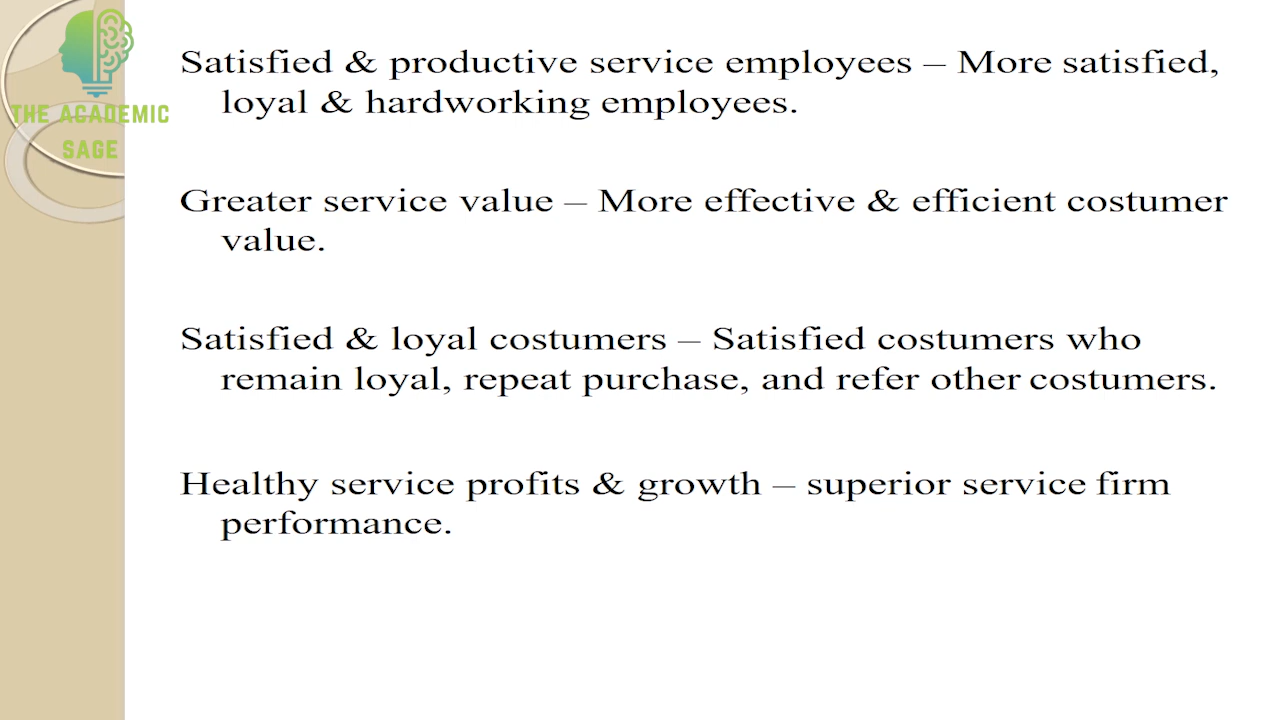 THE ACADEMIC
SAGE
Satisfied & productive service employees – More satisfied,
loyal & hardworking employees.
Greater service value – More effective & efficient costumer
value.
Satisfied & loyal costumers – Satisfied costumers who
remain loyal, repeat purchase, and refer other costumers.
Healthy service profits & growth – superior service firm
performance.